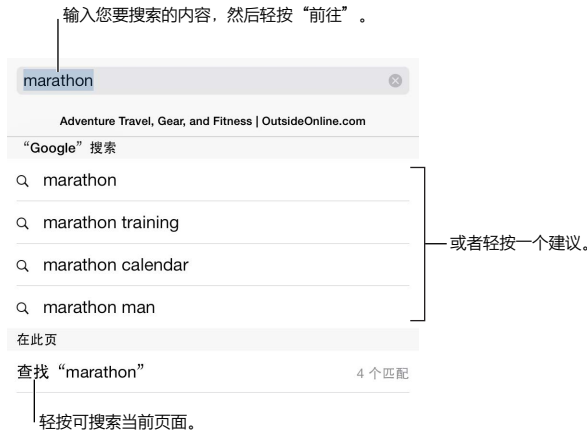 输入您要搜索的内容，然后轻按“前往”。
marathon
Adventure Travel, Gear, and Fitness | OutsideOnline.com
“Google”搜索
marathon
marathon training
marathon calendar
marathon man
或者轻按一个建议。
在此页
查找“marathon” 4 个匹配
轻按可搜索当前页面。